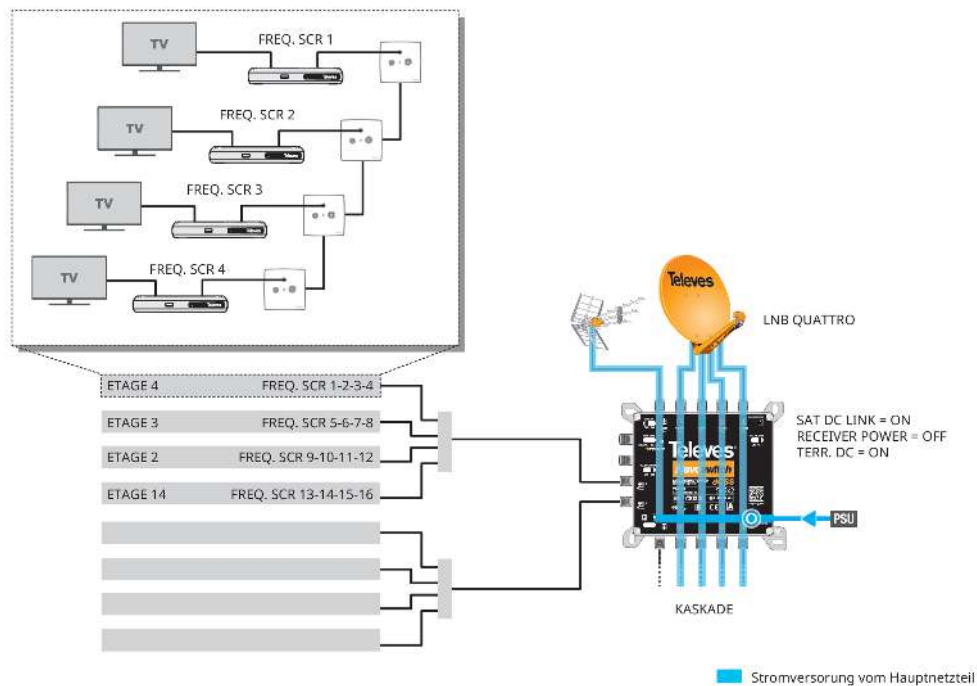 TV
FREQ. SCR 1
TV
FREQ. SCR 2
TV
FREQ. SCR 3
TV
FREQ. SCR 4
Televes
LNB QUATTRO
ETAGE 4 FREQ. SCR 1-2-3-4
ETAGE 3 FREQ. SCR 5-6-7-8
ETAGE 2 FREQ. SCR 9-10-11-12
ETAGE 14 FREQ. SCR 13-14-15-16
SAT DC LINK = ON
RECEIVER POWER = OFF
TERR. DC = ON
Televes
PSU
KASKADE
Stromversorung vom Hauptnetzteil